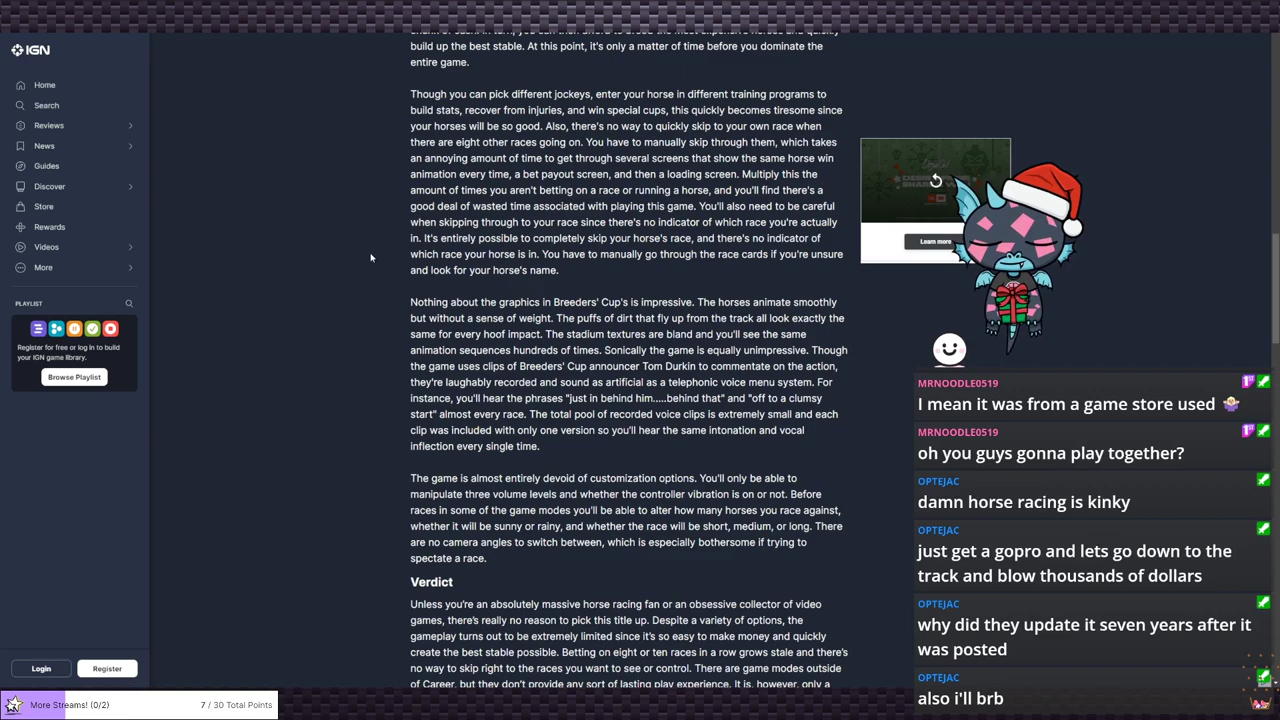 IGN
Home
Search
Reviews
News
Guides
Discover
Store
Rewards
Videos
More
PLAYLIST
Register for free or log in to build
your IGN game library.
Browse Playlist
Login
Register
build up the best stable. At this point, it's only a matter of time before you dominate the
entire game.
Though you can pick different jockeys, enter your horse in different training programs to
build stats, recover from injuries, and win special cups, this quickly becomes tiresome since
your horses will be so good. Also, there's no way to quickly skip to your own race when
there are eight other races going on. You have to manually skip through them, which takes
an annoying amount of time to get through several screens that show the same horse win
animation every time, a bet payout screen, and then a loading screen. Multiply this the
amount of times you aren't betting on a race or running a horse, and you'll find there's a
good deal of wasted time associated with playing this game. You'll also need to be careful
when skipping through to your race since there's no indicator of which race you're actually
in. It's entirely possible to completely skip your horse's race, and there's no indicator of
which race your horse is in. You have to manually go through the race cards if you're unsure
and look for your horse's name.
Nothing about the graphics in Breeders' Cup's is impressive. The horses animate smoothly
but without a sense of weight. The puffs of dirt that fly up from the track all look exactly the
same for every hoof impact. The stadium textures are bland and you'll see the same
animation sequences hundreds of times. Sonically the game is equally unimpressive. Though
the game uses clips of Breeders' Cup announcer Tom Durkin to commentate on the action,
they're laughably recorded and sound as artificial as a telephonic voice menu system. For
instance, you'll hear the phrases "just in behind him.....behind that" and "off to a clumsy
start" almost every race. The total pool of recorded voice clips is extremely small and each
clip was included with only one version so you'll hear the same intonation and vocal
inflection every single time.
The game is almost entirely devoid of customization options. You'll only be able to
manipulate three volume levels and whether the controller vibration is on or not. Before
races in some of the game modes you'll be able to alter how many horses you race against,
whether it will be sunny or rainy, and whether the race will be short, medium, or long. There
are no camera angles to switch between, which is especially bothersome if trying to
spectate a race.
Verdict
Unless you're an absolutely massive horse racing fan or an obsessive collector of video
games, there's really no reason to pick this title up. Despite a variety of options, the
gameplay turns out to be extremely limited since it's so easy to make money and quickly
create the best stable possible. Betting on eight or ten races in a row grows stale and there's
no way to skip right to the races you want to see or control. There are game modes outside
of Career, but they don't provide any sort of lasting play experience. It is, however, only a
Learn more
MRNOODLE0519
I mean it was from a game store used
MRNOODLE0519
oh you guys gonna play together?
OPTEJAC
damn horse racing is kinky
OPTEJAC
just get a gopro and lets go down to the
track and blow thousands of dollars
OPTEJAC
why did they update it seven years after it
was posted
OPTEJAC
also i'll brb
More Streams! (0/2)
7 / 30 Total Points